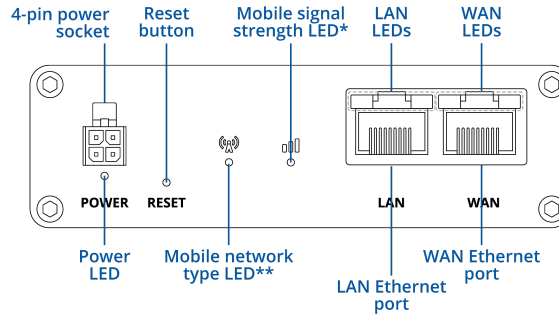 4-pin power
socket
Reset
button
Mobile signal
strength LED*
LAN
LEDs
WAN
LEDs
POWER
RESET
LAN
WAN
Power
LED
Mobile network
type LED**
LAN Ethernet
port
WAN Ethernet
port